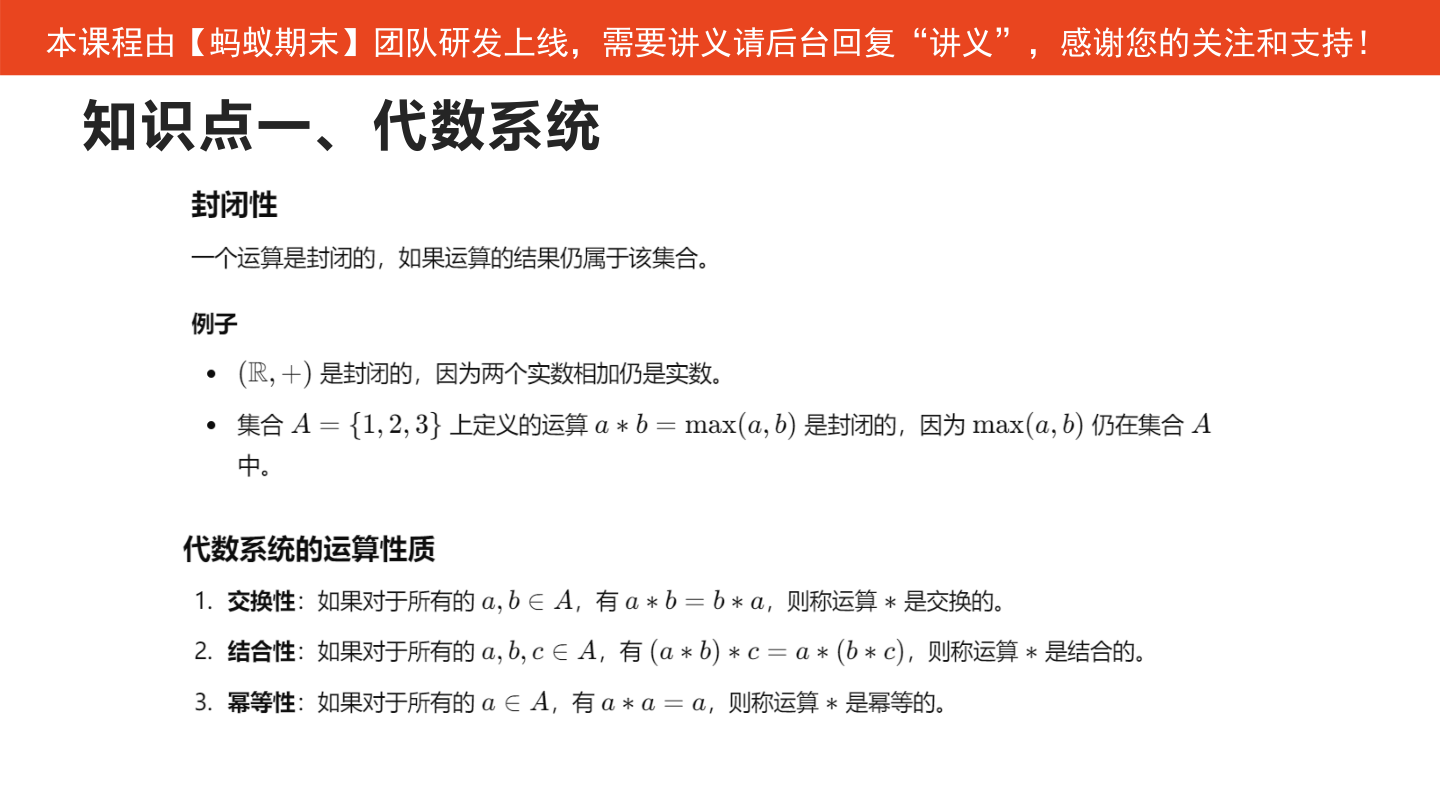 本课程由【蚂蚁期末】团队研发上线，需要讲义请后台回复“讲义”，感谢您的关注和支持！
知识点一、代数系统
封闭性
一个运算是封闭的，如果运算的结果仍属于该集合。
例子
• (ℝ, +) 是封闭的，因为两个实数相加仍是实数。
• 集合 A = {1, 2, 3} 上定义的运算 a ∗ b = max(a, b) 是封闭的，因为 max(a, b) 仍在集合 A
中。
代数系统的运算性质
1. 交换性：如果对于所有的 a, b ∈ A，有 a ∗ b = b ∗ a，则称运算 ∗ 是交换的。
2. 结合性：如果对于所有的 a, b, c ∈ A，有 (a ∗ b) ∗ c = a ∗ (b ∗ c)，则称运算 ∗ 是结合的。
3. 幂等性：如果对于所有的 a ∈ A，有 a ∗ a = a，则称运算 ∗ 是幂等的。